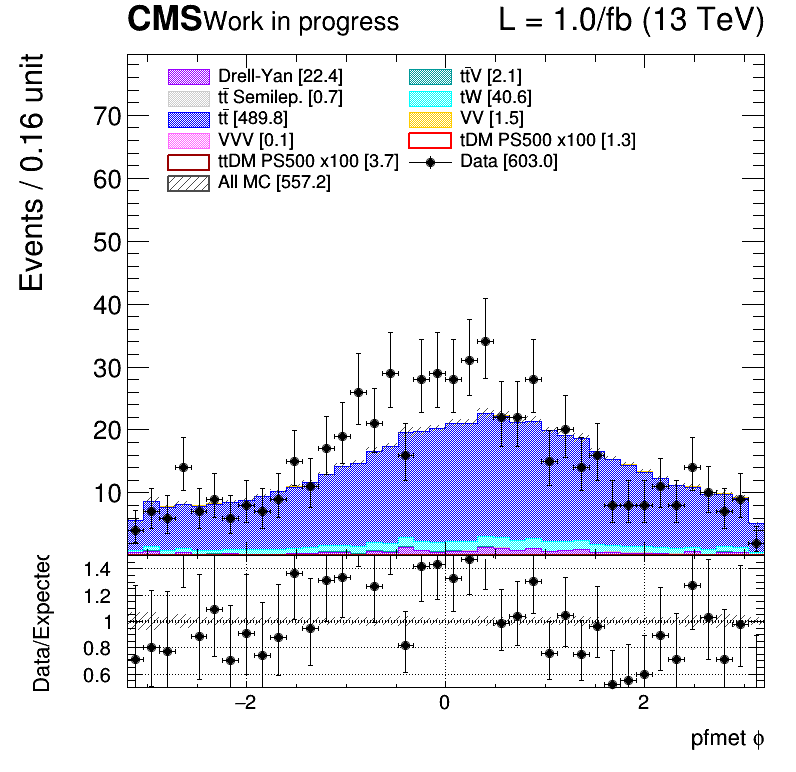 CMS Work in progress L = 1.0/fb (13 TeV)
Events / 0.16 unit
Drell-Yan [22.4] tt̄V [2.1]
tt̄ Semilep. [0.7] tW [40.6]
tt̄ [489.8] VV [1.5]
VVV [0.1] tDM PS500 x100 [1.3]
ttDM PS500 x100 [3.7] Data [603.0]
All MC [557.2]
70
60
50
40
30
20
10
Data/Expected
1.4
1.2
1
0.8
0.6
−2 0 2
pfmet ϕ